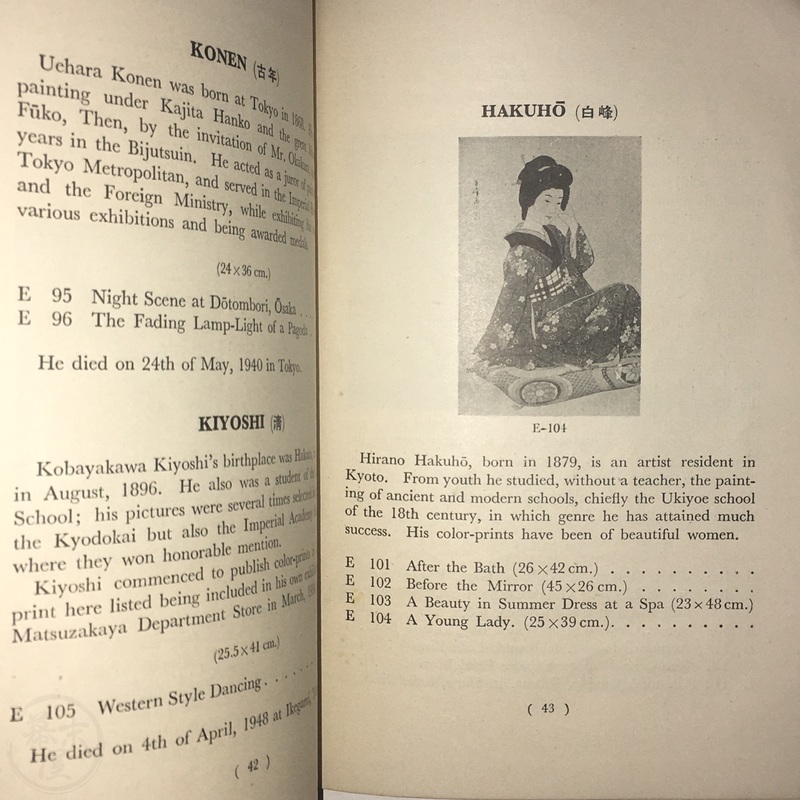 KONEN (古年)
Uehara Konen was born at Tokyo in 1868.
painting under Kajita Hanko and the great
Fūko, Then, by the invitation of Mr. Okakura,
years in the Bijutsuin. He acted as a juror of
Tokyo Metropolitan, and served in the Imperial
and the Foreign Ministry, while exhibiting
various exhibitions and being awarded medals.
(24×36 cm.)
E 95 Night Scene at Dōtombori, Ōsaka . . .
E 96 The Fading Lamp-Light of a Pagoda .
He died on 24th of May, 1940 in Tokyo.
KIYOSHI (清)
Kobayakawa Kiyoshi's birthplace was
in August, 1896. He also was a student of the
School; his pictures were several times selected
the Kyodokai but also the Imperial Academy
where they won honorable mention.
Kiyoshi commenced to publish color-prints
print here listed being included in his own
Matsuzakaya Department Store in March,
(25.5×41 cm.)
E 105 Western Style Dancing . . . . . .
He died on 4th of April, 1948 at Ikegami,
( 42 )
HAKUHŌ (白峰)
E-104
Hirano Hakuhō, born in 1879, is an artist resident in
Kyoto. From youth he studied, without a teacher, the paint-
ing of ancient and modern schools, chiefly the Ukiyoe school
of the 18th century, in which genre he has attained much
success. His color-prints have been of beautiful women.
E 101 After the Bath (26×42 cm.) . . . . . . . . . .
E 102 Before the Mirror (45×26 cm.) . . . . . . . .
E 103 A Beauty in Summer Dress at a Spa (23×48 cm.)
E 104 A Young Lady. (25×39 cm.). . . . . . . . . .
( 43 )